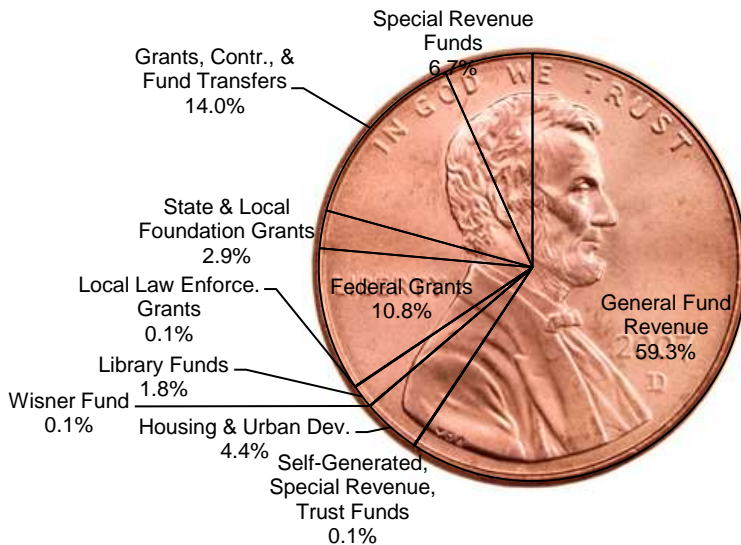 Special Revenue
Funds
6.7%
Grants, Contr., &
Fund Transfers
14.0%
IN GOD WE TRUST
State & Local
Foundation Grants
2.9%
Local Law Enforce.
Grants
0.1%
Federal Grants
10.8%
General Fund
Revenue
59.3%
D
Library Funds
1.8%
Wisner Fund
0.1%
Housing & Urban Dev.
4.4%
Self-Generated,
Special Revenue,
Trust Funds
0.1%